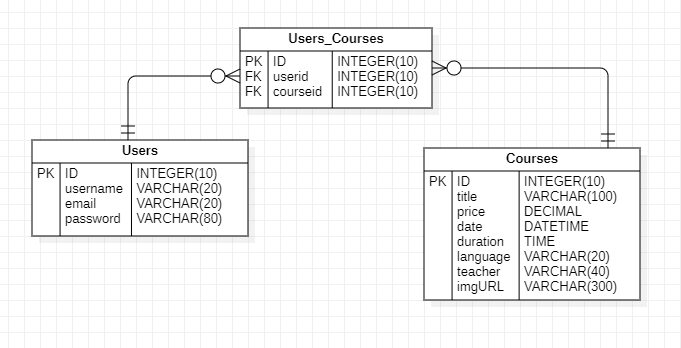 Users_Courses
PK ID INTEGER(10)
FK userid INTEGER(10)
FK courseid INTEGER(10)
Users
PK ID INTEGER(10)
username VARCHAR(20)
email VARCHAR(20)
password VARCHAR(80)
Courses
PK ID INTEGER(10)
title VARCHAR(100)
price DECIMAL
date DATETIME
duration TIME
language VARCHAR(20)
teacher VARCHAR(40)
imgURL VARCHAR(300)